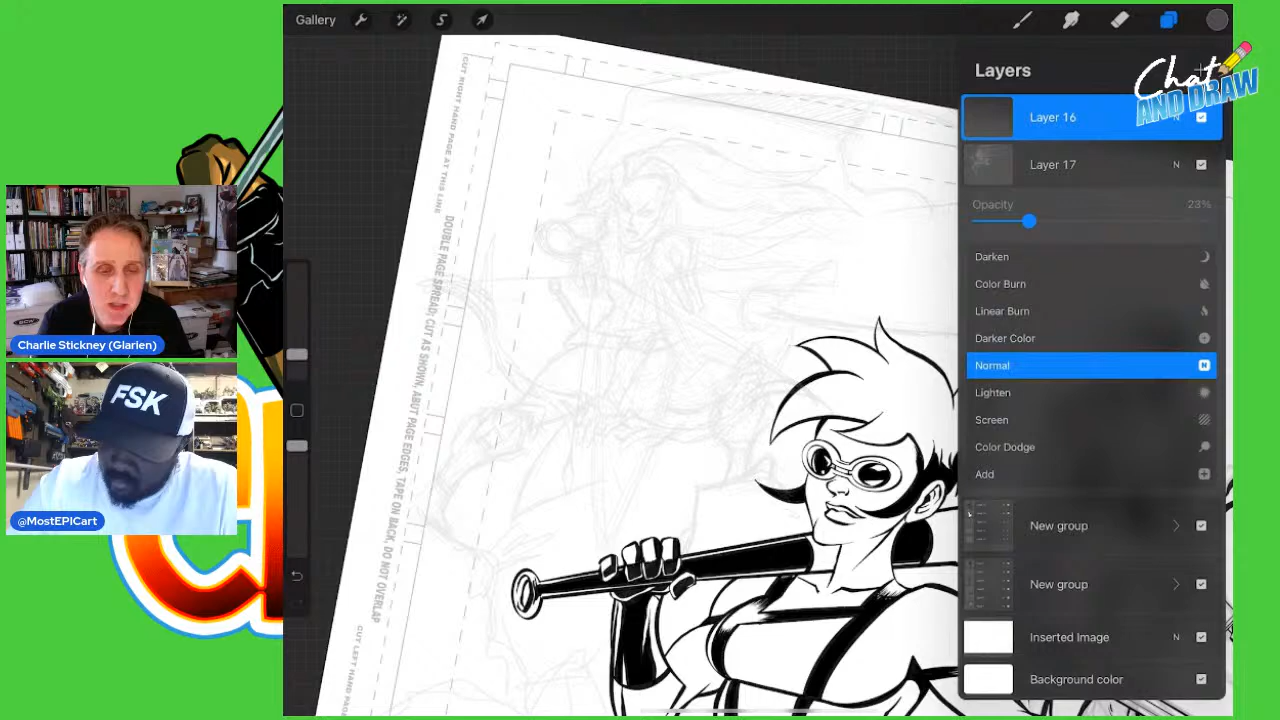 Gallery
Chat
AND DRAW
Layers
Layer 16
Layer 17
N
Opacity
23%
Darken
Color Burn
Linear Burn
Darker Color
Normal
N
Lighten
Screen
Color Dodge
Add
New group
New group
Inserted Image
N
Background color
CUT RIGHT HAND PAGE AT THIS LINE
DOUBLE PAGE SPREAD; CUT AS SHOWN, ABUT PAGE EDGES, TAPE ON BACK, DO NOT OVERLAP
CUT LEFT HAND PAGE
Charlie Stickney (Glarien)
FSK
@MostEPICart